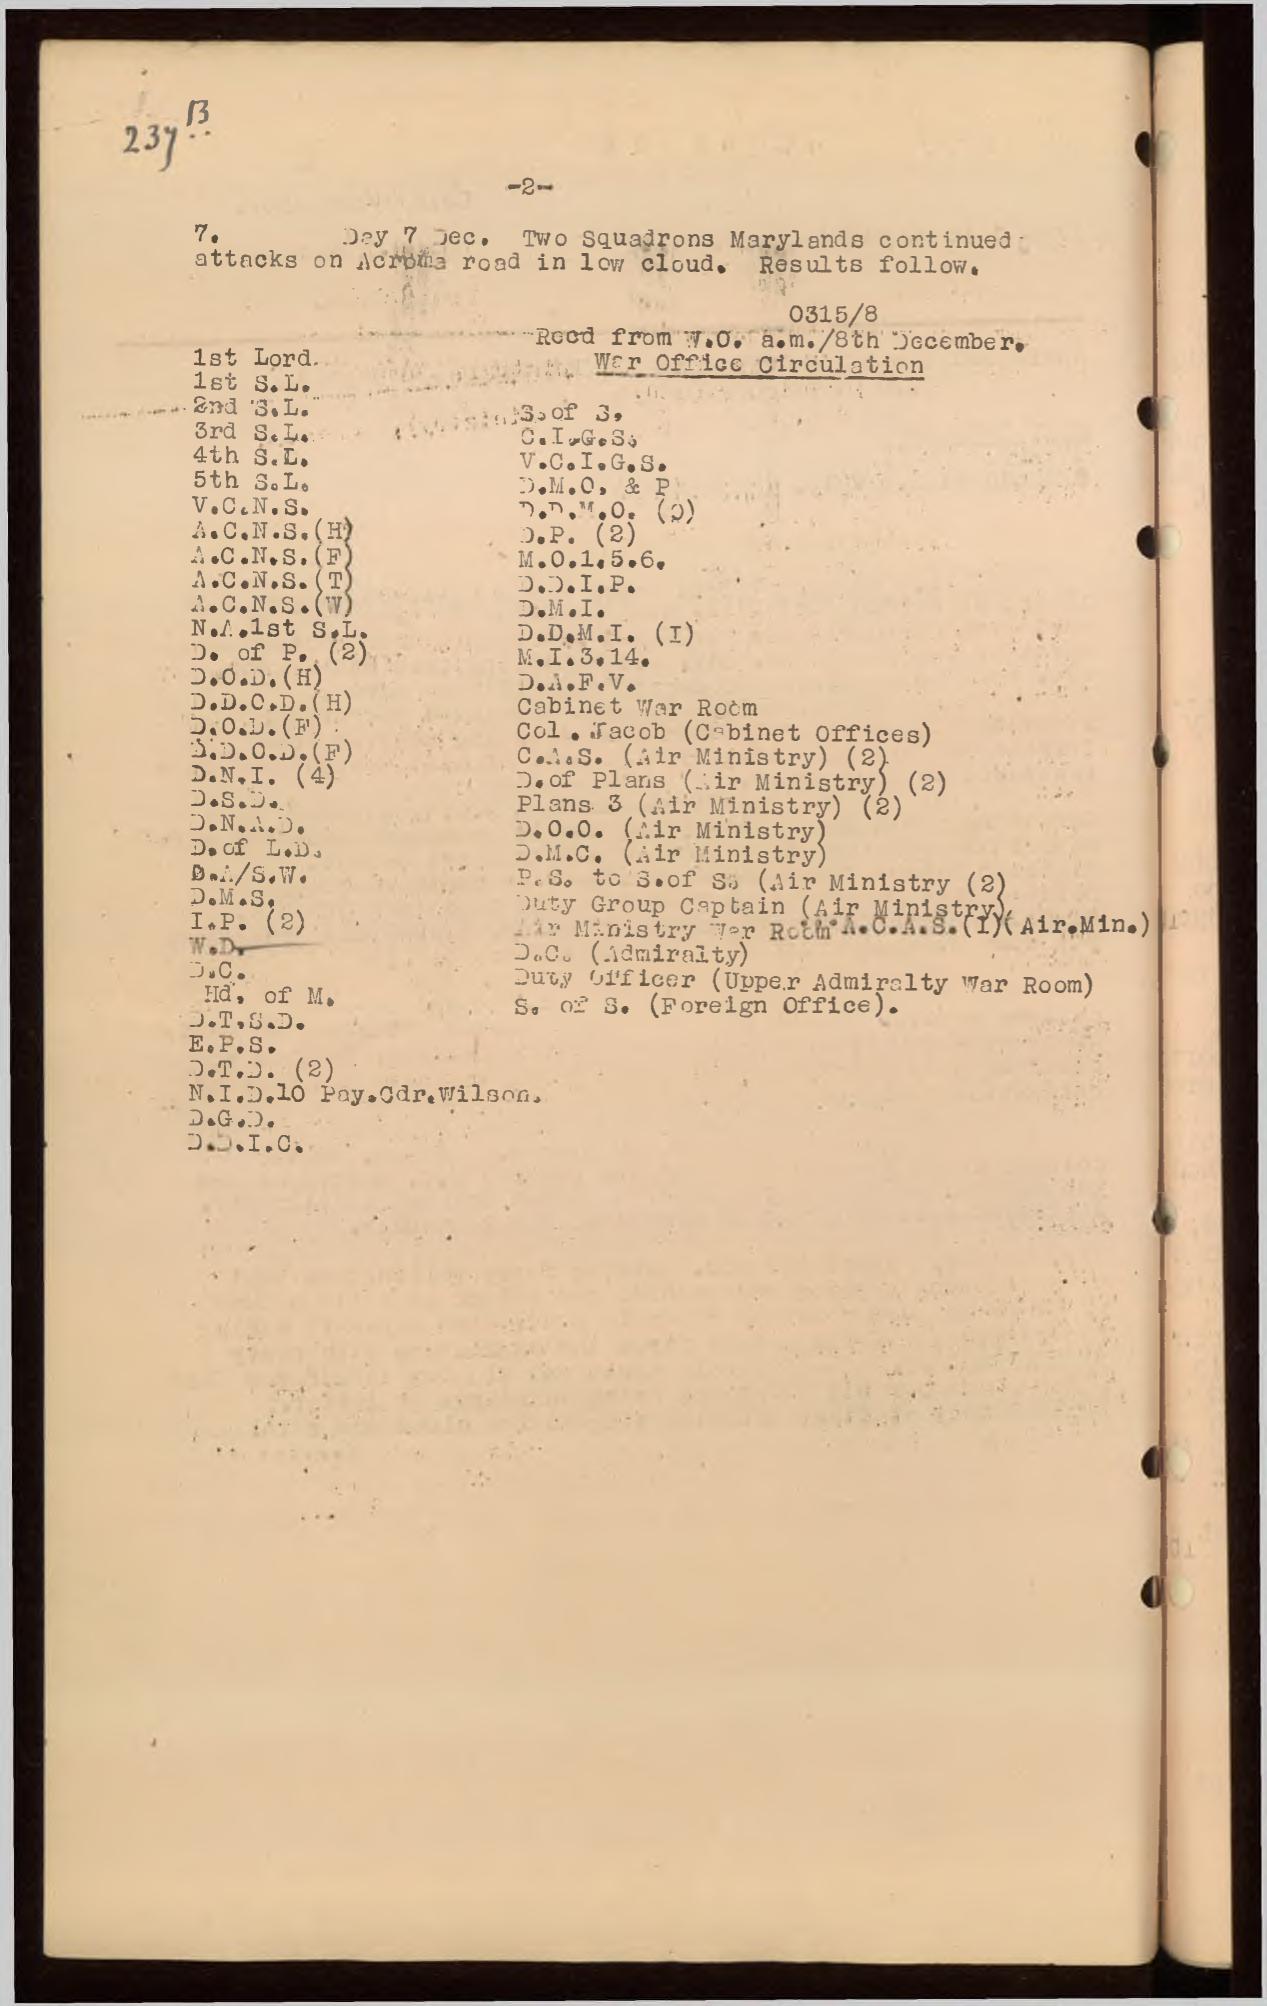 237B
-2-
7. Day 7 Dec. Two Squadrons Marylands continued
attacks on Acroma road in low cloud. Results follow.
0315/8
Recd from W.O. a.m./8th December.
War Office Circulation
1st Lord.
1st S.L.
2nd S.L.
3rd S.L.
4th S.L.
5th S.L.
V.C.N.S.
A.C.N.S.(H)
A.C.N.S.(F)
A.C.N.S.(T)
A.C.N.S.(W)
N.A.1st S.L.
D. of P. (2)
D.O.D.(H)
D.D.O.D.(H)
D.O.D.(F)
D.D.O.D.(F)
D.N.I. (4)
D.S.D.
D.N.A.D.
D.of L.D.
D.A/S.W.
D.M.S.
I.P. (2)
W.D.
D.C.
Hd. of M.
D.T.S.D.
E.P.S.
D.T.D. (2)
N.I.D.10 Pay.Cdr.Wilson.
D.G.D.
D.D.I.C.
S.of S.
C.I.G.S.
V.C.I.G.S.
D.M.O. & P
D.D.M.O. (O)
D.P. (2)
M.O.1.5.6.
D.D.I.P.
D.M.I.
D.D.M.I. (I)
M.I.3.14.
D.A.F.V.
Cabinet War Room
Col. Jacob (Cabinet Offices)
C.A.S. (Air Ministry) (2)
D.of Plans (Air Ministry) (2)
Plans 3 (Air Ministry) (2)
D.O.O. (Air Ministry)
D.M.C. (Air Ministry)
P.S. to S.of S. (Air Ministry (2)
Duty Group Captain (Air Ministry)
Air Ministry War Room A.C.A.S.(I)(Air.Min.)
D.C. (Admiralty)
Duty Officer (Upper Admiralty War Room)
S. of S. (Foreign Office).